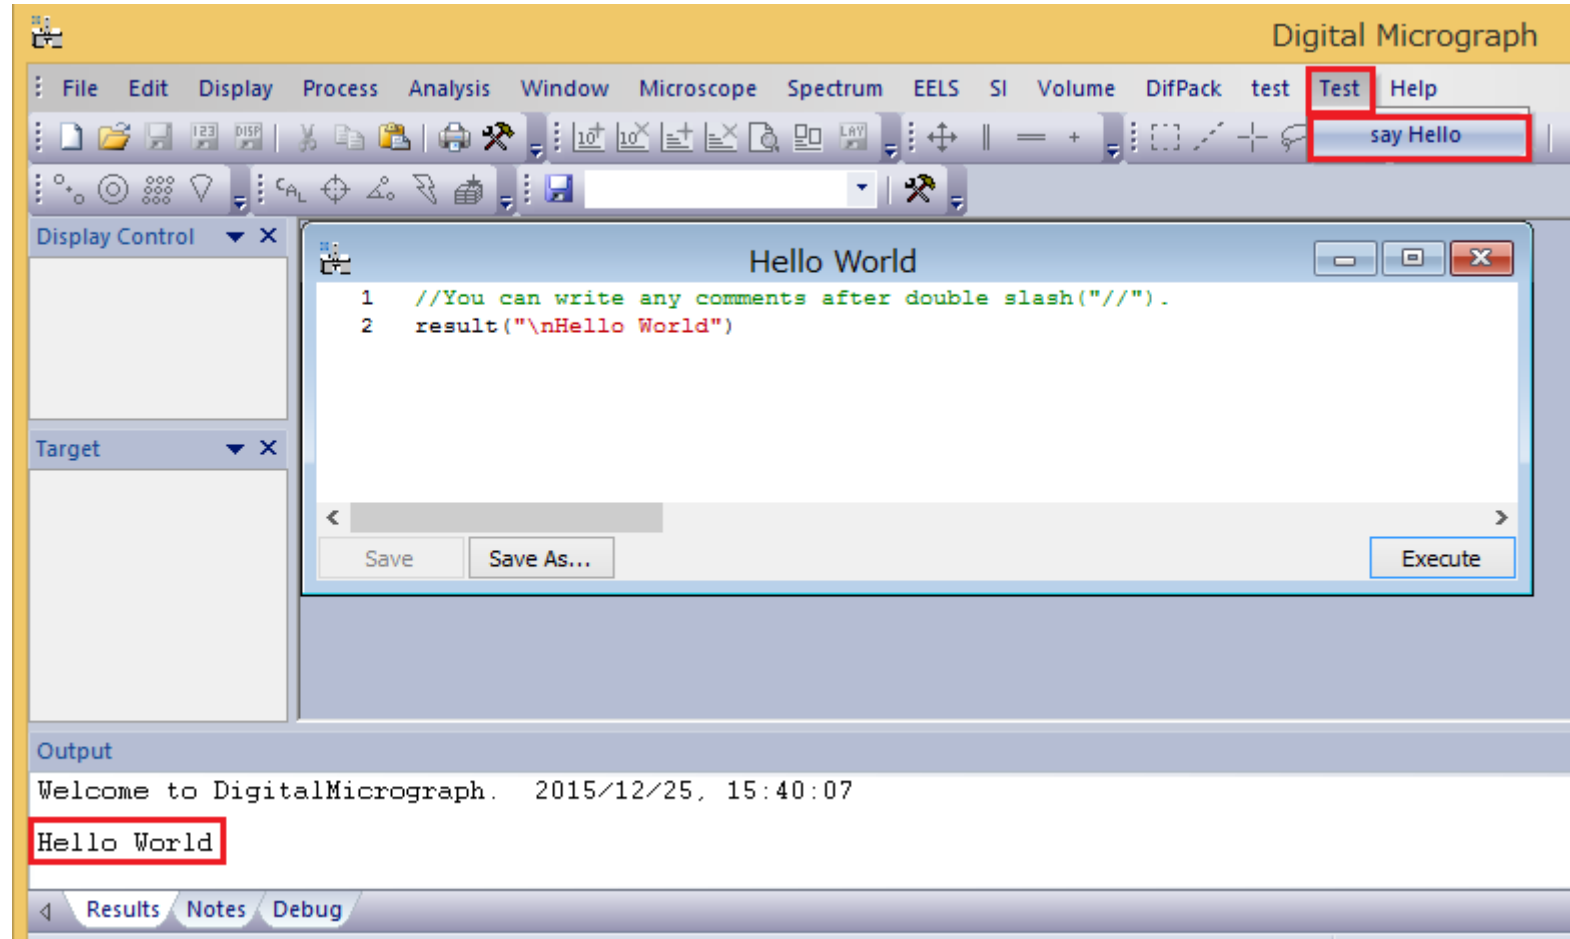 Digital Micrograph
File Edit Display Process Analysis Window Microscope Spectrum EELS SI Volume DifPack test Test Help
say Hello
Display Control
Hello World
1 //You can write any comments after double slash("//").
2 result("\nHello World")
Target
Save Save As... Execute
Output
Welcome to DigitalMicrograph. 2015/12/25, 15:40:07
Hello World
Results Notes Debug